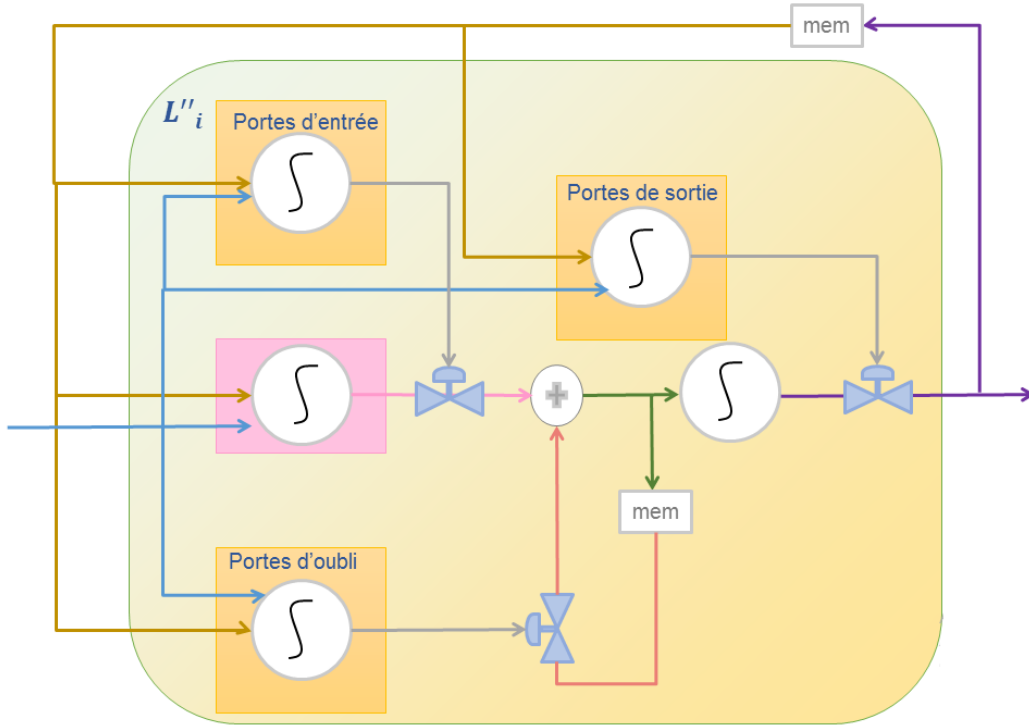 mem
L''i
Portes d'entrée
Portes de sortie
mem
Portes d'oubli